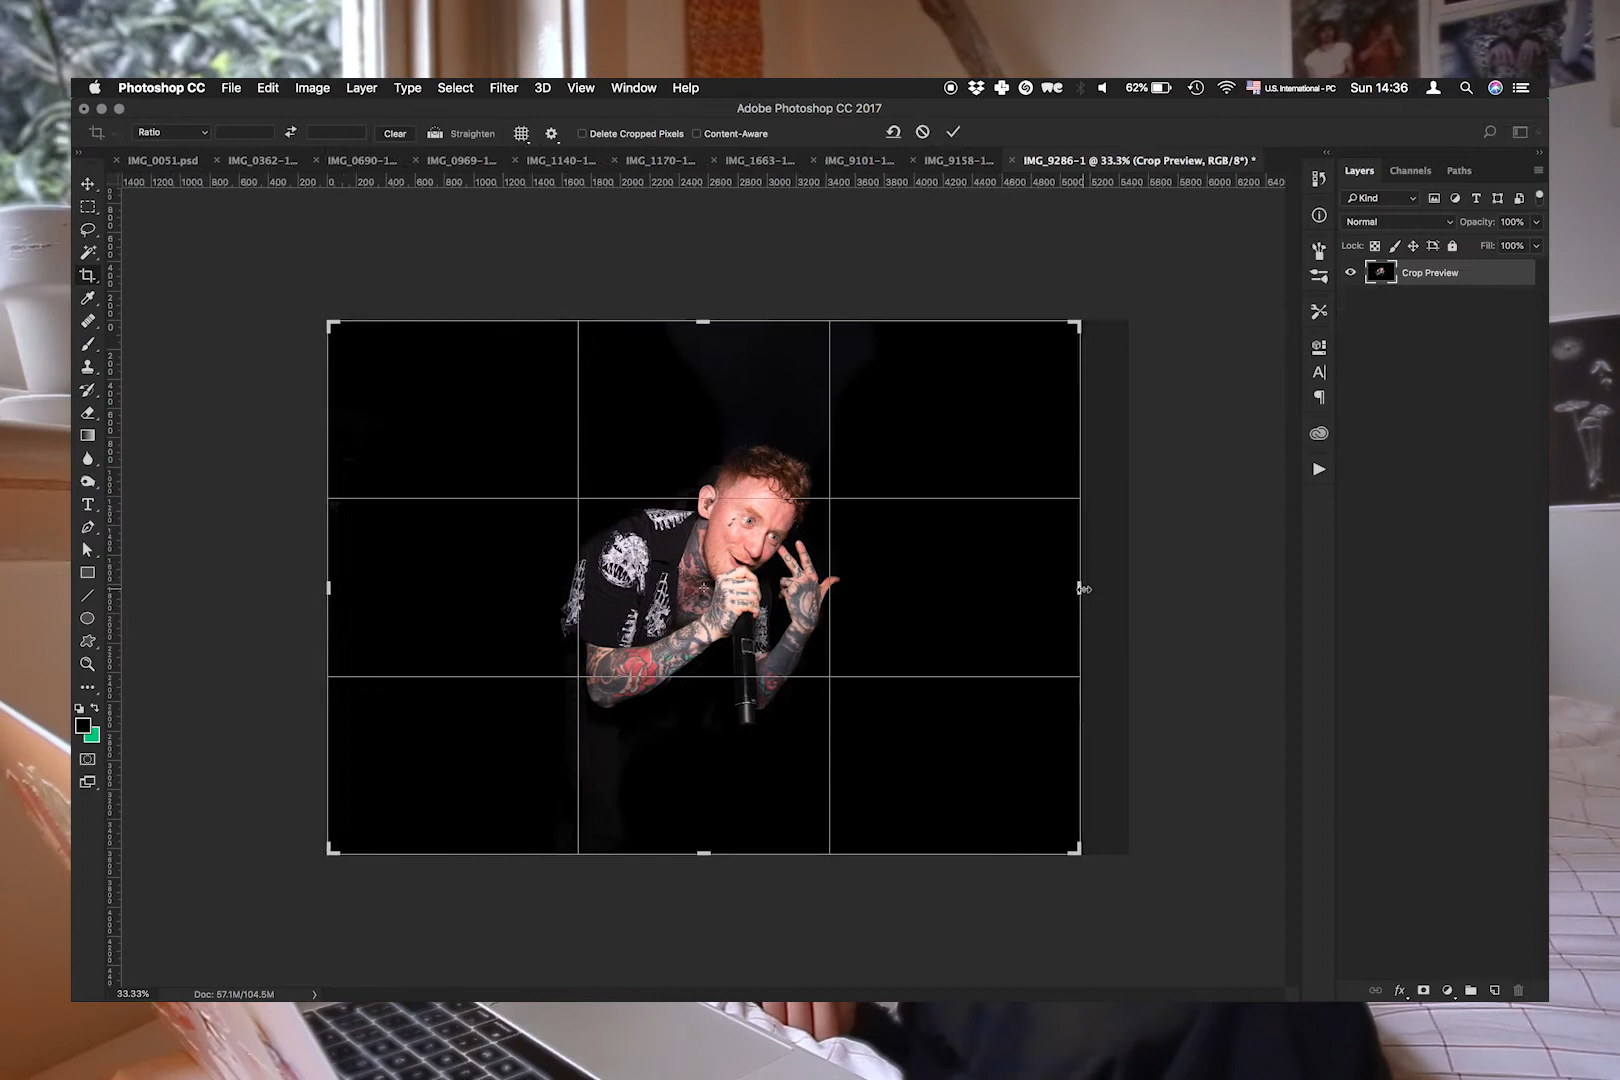 Photoshop CC File Edit Image Layer Type Select Filter 3D View Window Help 62% U.S. International - PC Sun 14:36
Adobe Photoshop CC 2017
Ratio Clear Straighten Delete Cropped Pixels Content-Aware
IMG_0051.psd IMG_0362-1... IMG_0690-1... IMG_0969-1... IMG_1140-1... IMG_1170-1... IMG_1663-1... IMG_9101-1... IMG_9158-1... IMG_9286-1 @ 33.3% (Crop Preview, RGB/8*) *
1400 1200 1000 800 600 400 200 0 200 400 600 800 1000 1200 1400 1600 1800 2000 2200 2400 2600 2800 3000 3200 3400 3600 3800 4000 4200 4400 4600 4800 5000 5200 5400 5600 5800 6000 6200 640
Layers Channels Paths
Kind
Normal Opacity: 100%
Lock: Fill: 100%
Crop Preview
33.33% Doc: 57.1M/104.5M